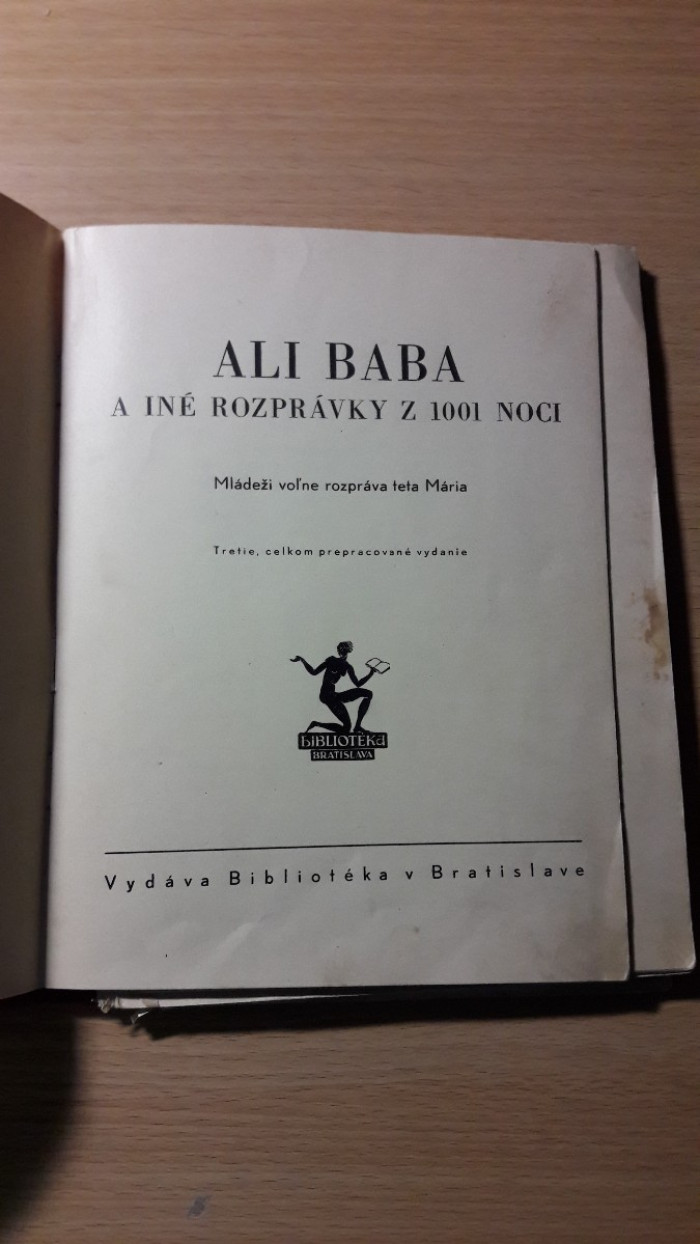 ALI BABA
A INÉ ROZPRÁVKY Z 1001 NOCI
Mládeži voľne rozpráva teta Mária
Tretie, celkom prepracované vydanie
BIBLIOTÉKA
BRATISLAVA
Vydáva Bibliotéka v Bratislave